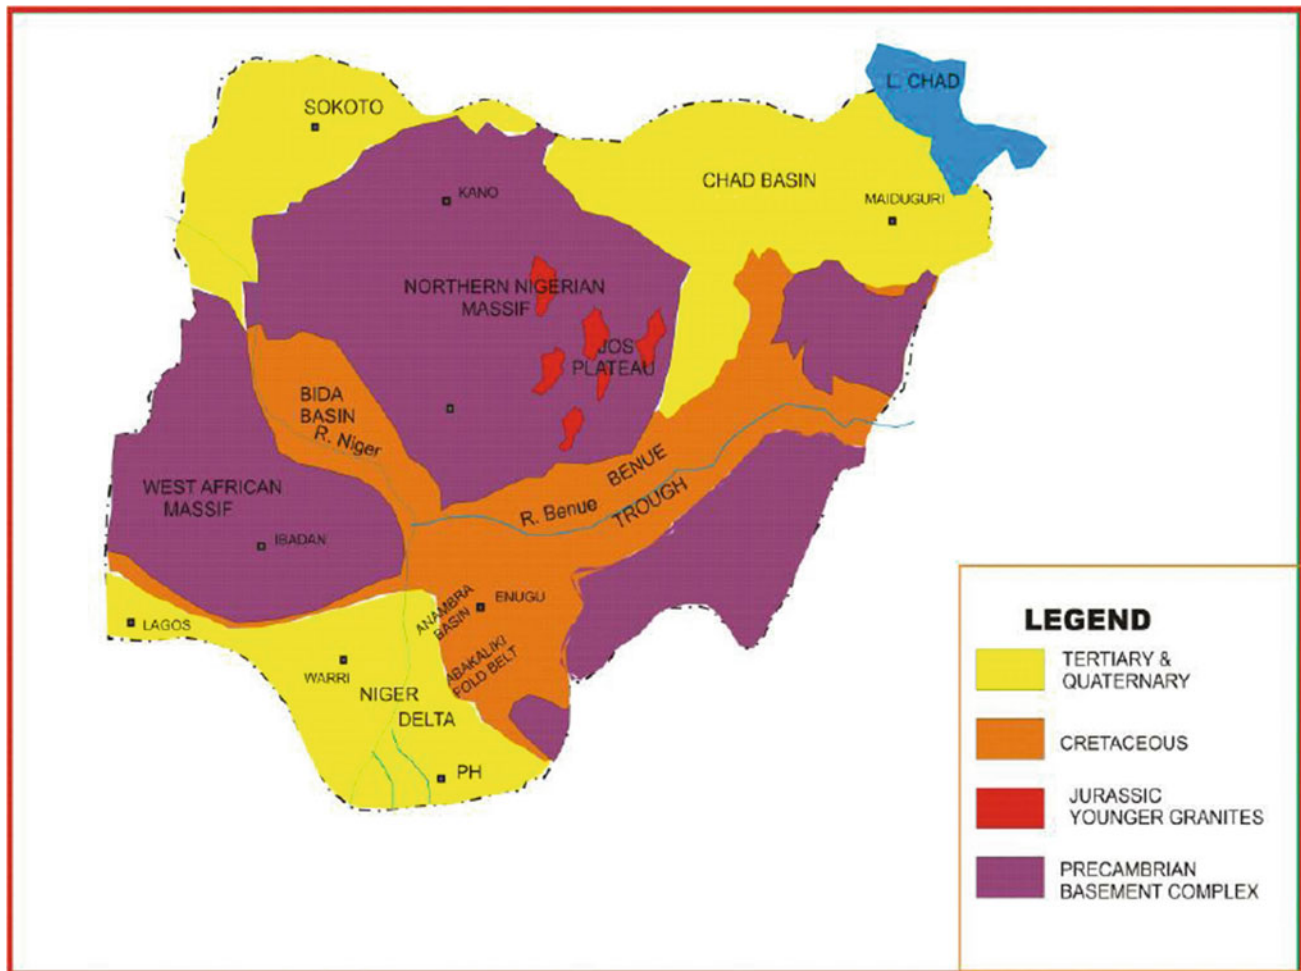 L. CHAD
SOKOTO
CHAD BASIN
KANO
MAIDUGURI
NORTHERN NIGERIAN
MASSIF
JOS
PLATEAU
BIDA
BASIN
R. Niger
BENUE
TROUGH
R. Benue
WEST AFRICAN
MASSIF
IBADAN
ANAMBRA
BASIN
ENUGU
LAGOS
ABAKALIKI
FOLD BELT
WARRI
NIGER
DELTA
PH
LEGEND
TERTIARY &
QUATERNARY
CRETACEOUS
JURASSIC
YOUNGER GRANITES
PRECAMBRIAN
BASEMENT COMPLEX